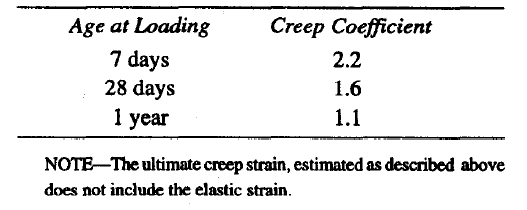 Age at Loading Creep Coefficient
7 days 2.2
28 days 1.6
1 year 1.1
NOTE—The ultimate creep strain, estimated as described above
does not include the elastic strain.